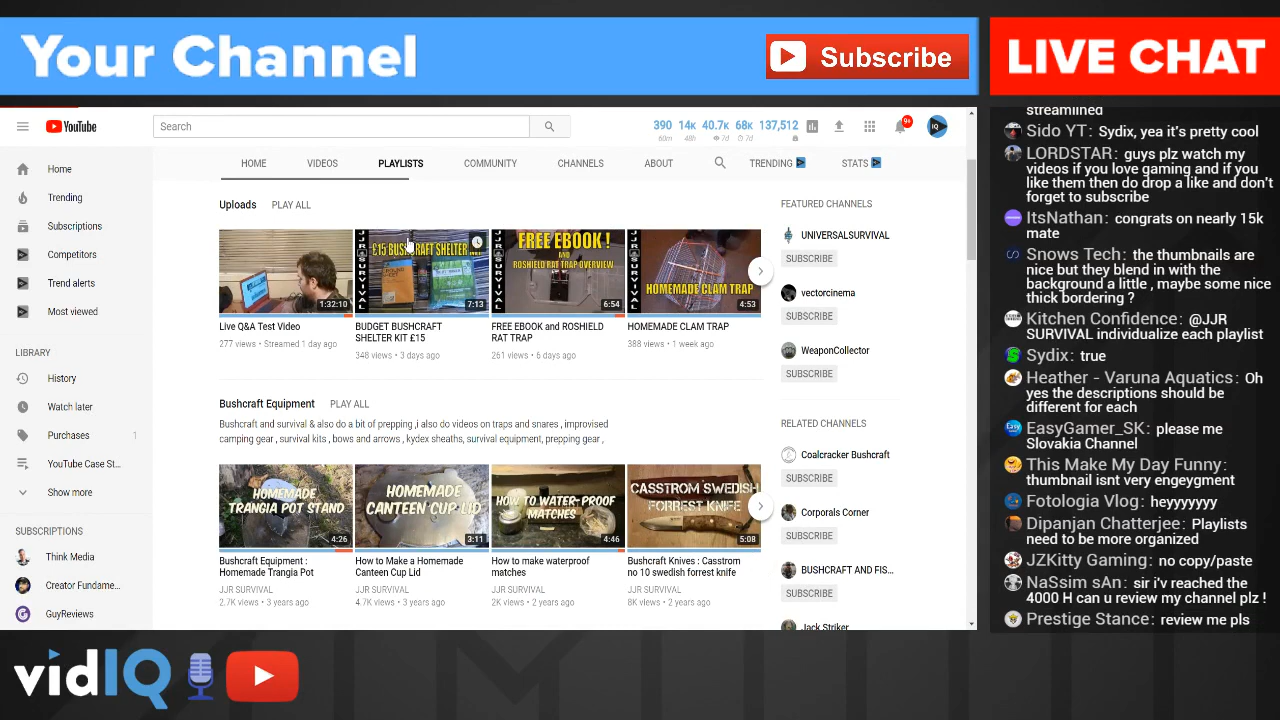 Your Channel
Subscribe
LIVE CHAT
YouTube
Search
390 14k 40.7k 68k 137,512
60m 48h 7d 7d
9+
IQ
HOME VIDEOS PLAYLISTS COMMUNITY CHANNELS ABOUT TRENDING STATS
Home
Trending
Subscriptions
Competitors
Trend alerts
Most viewed
LIBRARY
History
Watch later
Purchases 1
YouTube Case St...
Show more
SUBSCRIPTIONS
Think Media
Creator Fundame...
GuyReviews
Uploads PLAY ALL
1:32:10
JJR SURVIVAL
£15 BUSHCRAFT SHELTER KIT
7:13
JJR SURVIVAL
FREE EBOOK !
AND
ROSHIELD RAT TRAP OVERVIEW
6:54
JJR SURVIVAL
HOMEMADE CLAM TRAP
4:53
Live Q&A Test Video
277 views • Streamed 1 day ago
BUDGET BUSHCRAFT
SHELTER KIT £15
348 views • 3 days ago
FREE EBOOK and ROSHIELD
RAT TRAP
261 views • 6 days ago
HOMEMADE CLAM TRAP
388 views • 1 week ago
Bushcraft Equipment PLAY ALL
Bushcraft and survival & also do a bit of prepping ,i also do videos on traps and snares , improvised
camping gear , survival kits , bows and arrows , kydex sheaths, survival equipment, prepping gear ,
HOMEMADE
TRANGIA POT STAND
4:26
HOMEMADE
CANTEEN CUP LID
3:11
HOW TO WATER-PROOF
MATCHES
4:46
CASSTROM SWEDISH
FORREST KNIFE
5:08
Bushcraft Equipment :
Homemade Trangia Pot
JJR SURVIVAL
2.7K views • 3 years ago
How to Make a Homemade
Canteen Cup Lid
JJR SURVIVAL
4.7K views • 3 years ago
How to make waterproof
matches
JJR SURVIVAL
2K views • 2 years ago
Bushcraft Knives : Casstrom
no 10 swedish forrest knife
JJR SURVIVAL
8K views • 2 years ago
FEATURED CHANNELS
UNIVERSALSURVIVAL
SUBSCRIBE
vectorcinema
SUBSCRIBE
WeaponCollector
SUBSCRIBE
RELATED CHANNELS
Coalcracker Bushcraft
SUBSCRIBE
Corporals Corner
SUBSCRIBE
BUSHCRAFT AND FIS...
SUBSCRIBE
Jack Striker
streamlined
Sido YT: Sydix, yea it's pretty cool
LORDSTAR: guys plz watch my
videos if you love gaming and if you
like them then do drop a like and don't
forget to subscribe
ItsNathan: congrats on nearly 15k
mate
Snows Tech: the thumbnails are
nice but they blend in with the
background a little , maybe some nice
thick bordering ?
Kitchen Confidence: @JJR
SURVIVAL individualize each playlist
Sydix: true
Heather - Varuna Aquatics: Oh
yes the descriptions should be
different for each
EasyGamer_SK: please me
Slovakia Channel
This Make My Day Funny:
thumbnail isnt very engeygment
Fotologia Vlog: heyyyyyy
Dipanjan Chatterjee: Playlists
need to be more organized
JZKitty Gaming: no copy/paste
NaSsim sAn: sir i'v reached the
4000 H can u review my channel plz !
Prestige Stance: review me pls
vidIQ